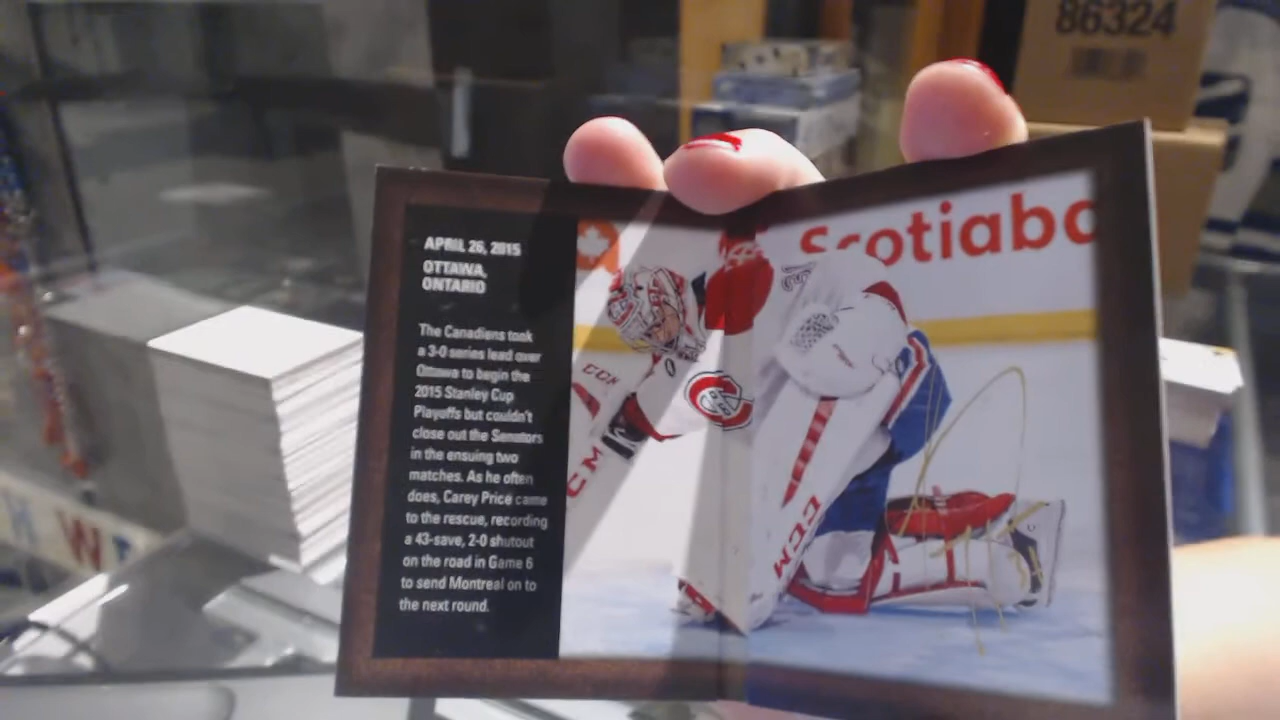 86324
APRIL 26, 2015
OTTAWA,
ONTARIO
The Canadiens took
a 3-0 series lead over
Ottawa to begin the
2015 Stanley Cup
Playoffs but couldn't
close out the Senators
in the ensuing two
matches. As he often
does, Carey Price came
to the rescue, recording
a 43-save, 2-0 shutout
on the road in Game 6
to send Montreal on to
the next round.
Scotiaba
31
CCM
CCM
CCM
W